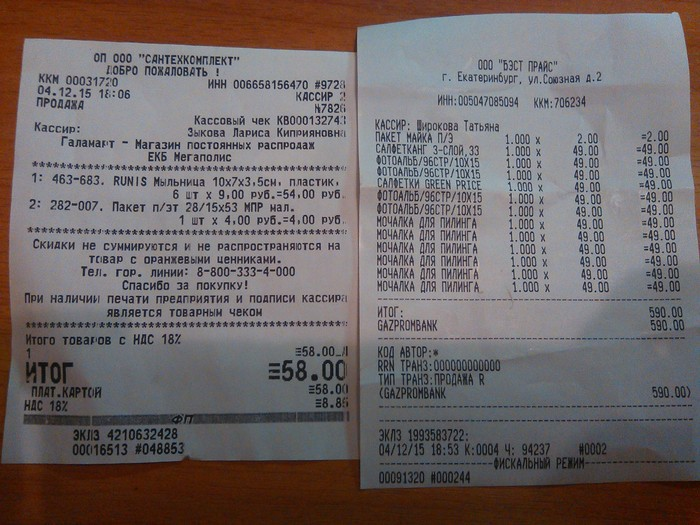 ОП ООО "САНТЕХКОМПЛЕКТ"
ДОБРО ПОЖАЛОВАТЬ !
ККМ 00031720 ИНН 006658156470 #9728
04.12.15 18:06 КАССИР 2
ПРОДАЖА №7826
Кассовый чек КВ000132743
Кассир: Зыкова Лариса Киприяновна
Галамарт - Магазин постоянных распродаж
ЕКБ Мегаполис
1: 463-683. RUNIS Мыльница 10х7х3,5см, пластик,
6 шт х 9,00 руб.=54,00 руб.
2: 282-007. Пакет п/эт 28/15х53 МПР нал.
1 шт х 4,00 руб.=4,00 руб.
Скидки не суммируются и не распространяются на
товар с оранжевыми ценниками.
Тел. гор. линии: 8-800-333-4-000
Спасибо за покупку!
При наличии печати предприятия и подписи кассира
является товарным чеком
Итого товаров с НДС 18%
1 ≡58.00
ИТОГ ≡58.00
ПЛАТ.КАРТОЙ ≡58.00
НДС 18% ≡8.85
ФП
ЭКЛЗ 4210632428
00016513 #048853
ООО "БЭСТ ПРАЙС"
г. Екатеринбург, ул.Союзная д.2
ИНН:005047085094 ККМ:706234
КАССИР: Широкова Татьяна
ПАКЕТ МАЙКА П/Э 1.000 х 2.00 =2.00
САЛФЕТКАНГ 3-СЛОЙ,33 1.000 х 49.00 =49.00
ФОТОАЛЬБ/96СТР/10Х15 1.000 х 49.00 =49.00
ФОТОАЛЬБ/96СТР/10Х15 1.000 х 49.00 =49.00
САЛФЕТКИ GREEN PRICE 1.000 х 49.00 =49.00
ФОТОАЛЬБ/96СТР/10Х15 1.000 х 49.00 =49.00
ФОТОАЛЬБ/96СТР/10Х15 1.000 х 49.00 =49.00
МОЧАЛКА ДЛЯ ПИЛИНГА 1.000 х 49.00 =49.00
МОЧАЛКА ДЛЯ ПИЛИНГА 1.000 х 49.00 =49.00
МОЧАЛКА ДЛЯ ПИЛИНГА 1.000 х 49.00 =49.00
МОЧАЛКА ДЛЯ ПИЛИНГА 1.000 х 49.00 =49.00
МОЧАЛКА ДЛЯ ПИЛИНГА 1.000 х 49.00 =49.00
МОЧАЛКА ДЛЯ ПИЛИНГА 1.000 х 49.00 =49.00
ИТОГ: 590.00
GAZPROMBANK 590.00
КОД АВТОР:*
RRN ТРАНЗ:000000000000
ТИП ТРАНЗ:ПРОДАЖА R
(GAZPROMBANK 590.00)
ЭКЛЗ 1993583722:
04/12/15 18:53 К:0004 Ч: 94237 #0002
ФИСКАЛЬНЫЙ РЕЖИМ
00091320 #000244